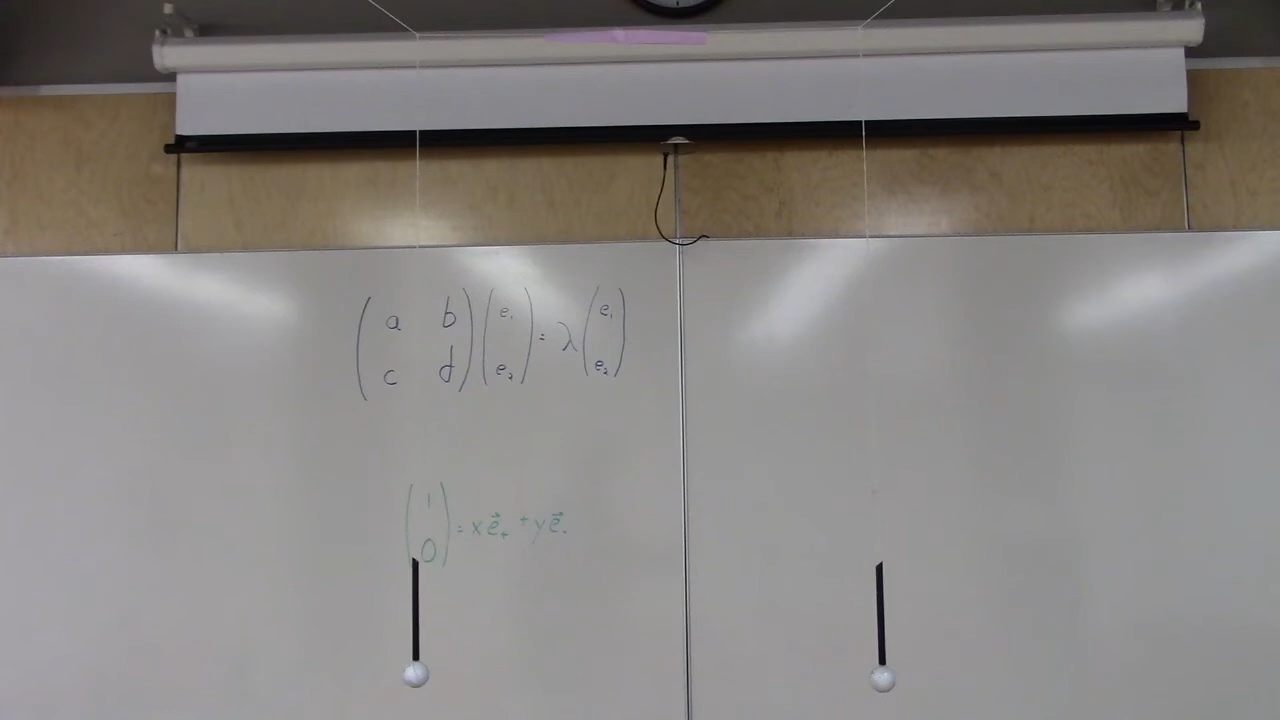 ( a b ) ( e₁ ) = λ ( e₁ )
( c d ) ( e₂ ) ( e₂ )
( 1 ) = x e⃗₊ + y e⃗₋
( 0 )